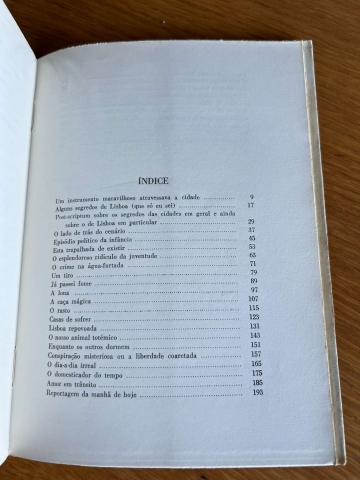 ÍNDICE
Um instrumento maravilhoso atravessava a cidade 9
Alguns segredos de Lisboa (que só eu sei) 17
Post-scriptum sobre os segredos das cidades em geral e ainda
sobre o de Lisboa em particular 29
O lado de trás do cenário 37
Episódio político da infância 45
Esta trapalhada de existir 53
O esplendoroso ridículo da juventude 65
O crime na água-furtada 71
Um tiro 79
Já passei fome 89
A lona 97
A caça mágica 107
O rasto 115
Casas de sofrer 123
Lisboa repovoada 131
O nosso animal totémico 143
Enquanto os outros dormem 151
Conspiração misteriosa ou a liberdade coarctada 157
O dia-a-dia irreal 165
O domesticador do tempo 175
Amor em trânsito 185
Reportagem da manhã de hoje 193